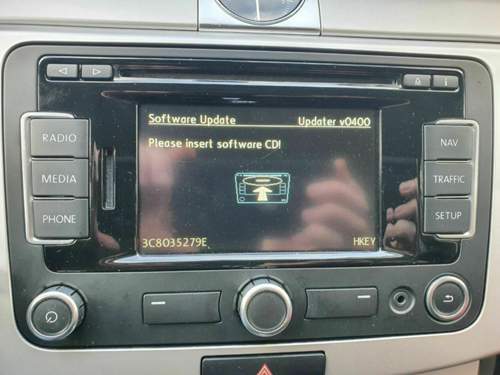 RADIO
MEDIA
PHONE
Software Update Updater v0400
Please insert software CD!
3C8035279E HKEY
NAV
TRAFFIC
SETUP